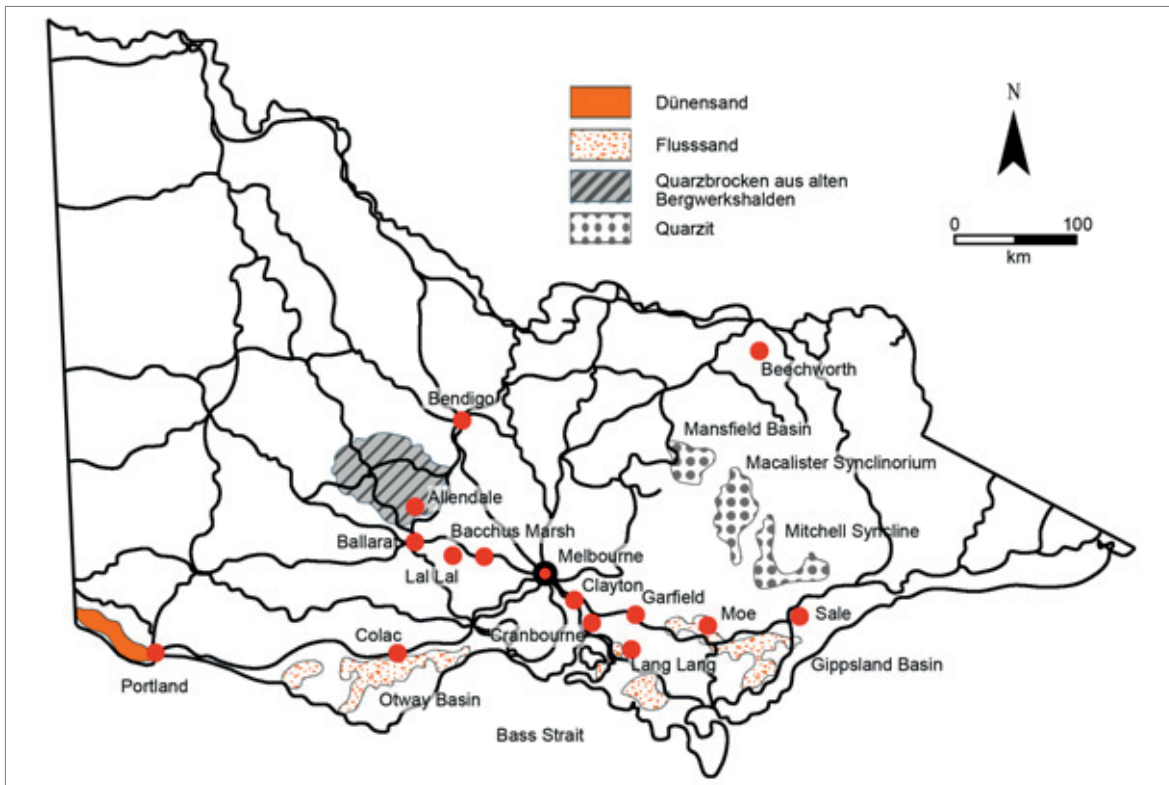 Dünensand
Flusssand
Quarzbrocken aus alten
Bergwerkshalden
Quarzit
N
0 100
km
Beechworth
Bendigo
Mansfield Basin
Macalister Synclinorium
Allendale
Mitchell Syncline
Bacchus Marsh
Ballarat
Melbourne
Lal Lal
Clayton
Garfield
Moe
Sale
Colac
Cranbourne
Lang Lang
Gippsland Basin
Portland
Otway Basin
Bass Strait